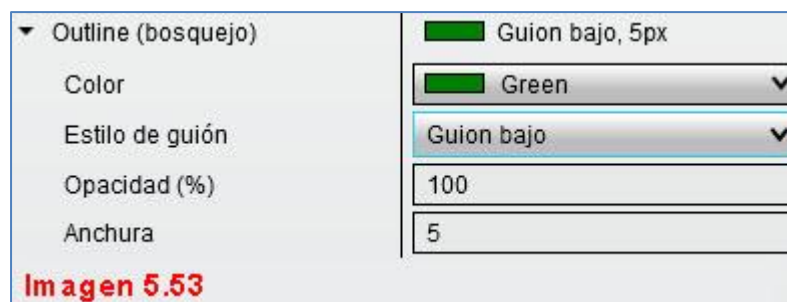 Outline (bosquejo) Guion bajo, 5px
Color Green
Estilo de guión Guion bajo
Opacidad (%) 100
Anchura 5
Imagen 5.53